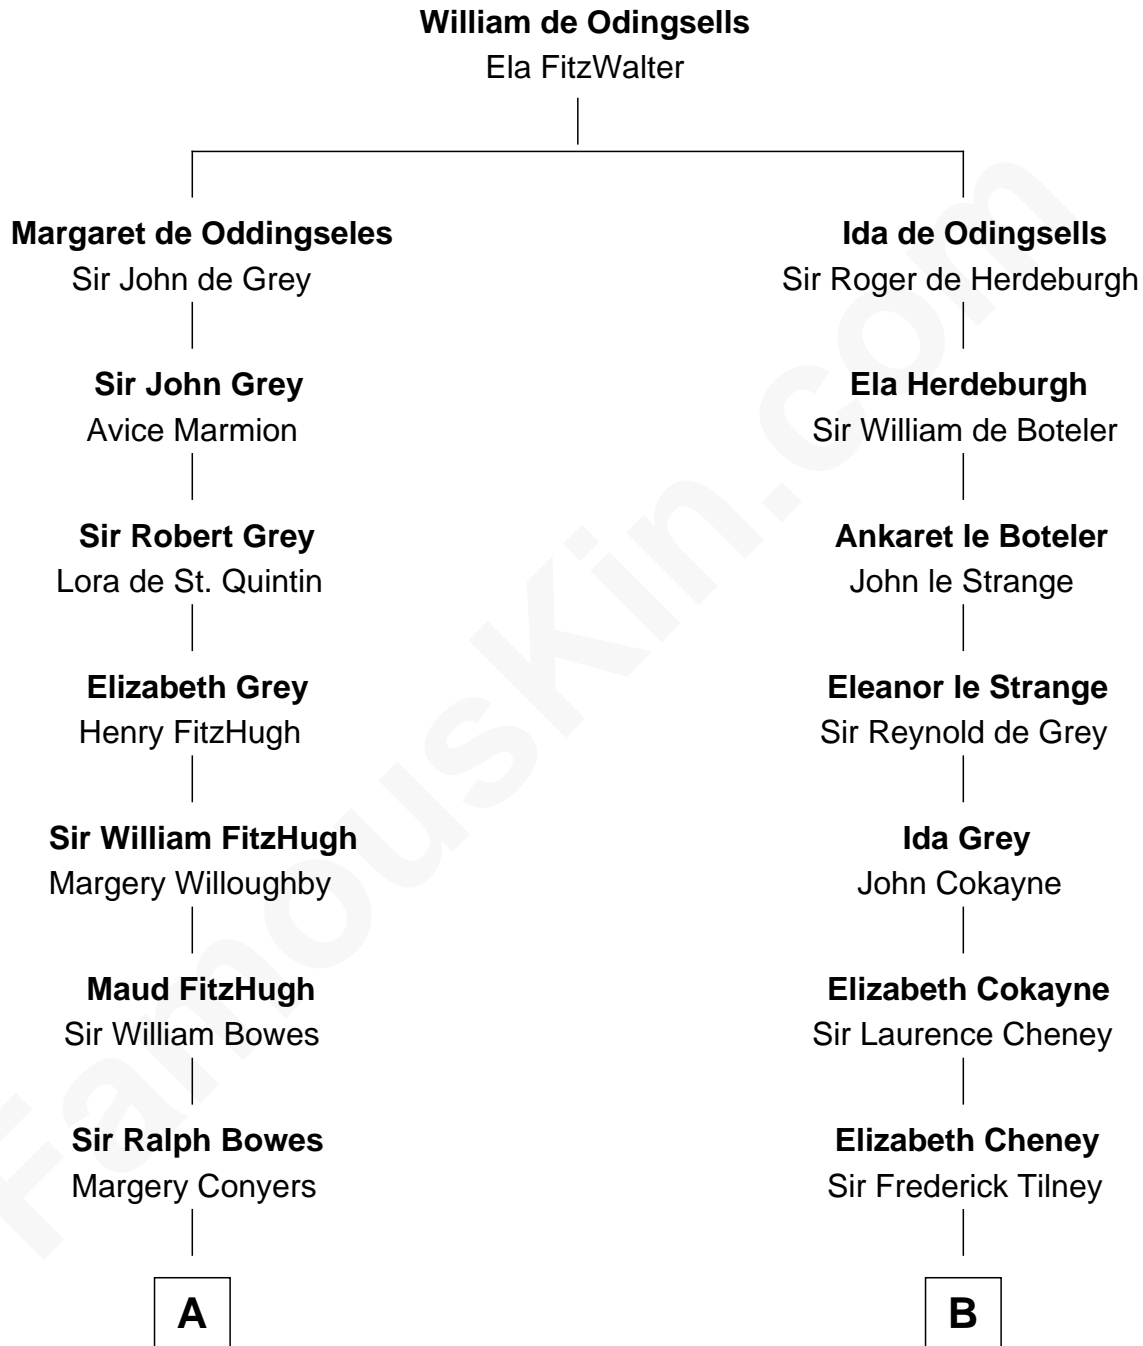 William de Odingsells
Ela FitzWalter
Margaret de Oddingseles
Sir John de Grey
Ida de Odingsells
Sir Roger de Herdeburgh
Sir John Grey
Avice Marmion
Ela Herdeburgh
Sir William de Boteler
Sir Robert Grey
Lora de St. Quintin
Ankaret le Boteler
John le Strange
Elizabeth Grey
Henry FitzHugh
Eleanor le Strange
Sir Reynold de Grey
Sir William FitzHugh
Margery Willoughby
Ida Grey
John Cokayne
Maud FitzHugh
Sir William Bowes
Elizabeth Cokayne
Sir Laurence Cheney
Sir Ralph Bowes
Margery Conyers
Elizabeth Cheney
Sir Frederick Tilney
A
B
FamousKin.com